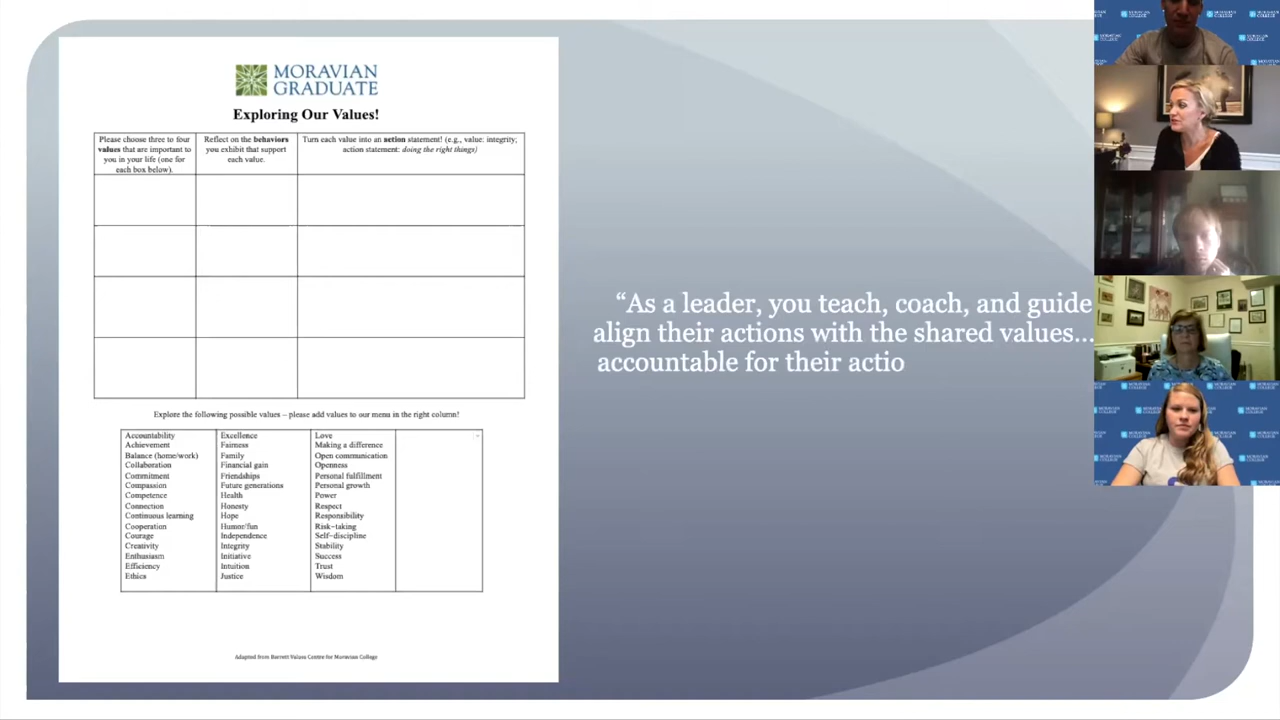 MORAVIAN
GRADUATE
Exploring Our Values!
Please choose three to four
values that are important to
you in your life (one for
each box below).
Reflect on the behaviors
you exhibit that support
each value.
Turn each value into an action statement! (e.g., value: integrity;
action statement: doing the right things)
Explore the following possible values – please add values to our menu in the right column!
Accountability
Achievement
Balance (home/work)
Collaboration
Commitment
Compassion
Competence
Connection
Continuous learning
Cooperation
Courage
Creativity
Enthusiasm
Efficiency
Ethics
Excellence
Fairness
Family
Financial gain
Friendships
Future generations
Health
Honesty
Hope
Humor/fun
Independence
Integrity
Initiative
Intuition
Justice
Love
Making a difference
Open communication
Openness
Personal fulfillment
Personal growth
Power
Respect
Responsibility
Risk-taking
Self-discipline
Stability
Success
Trust
Wisdom
Adapted from Barrett Values Centre for Moravian College
“As a leader, you teach, coach, and guide
align their actions with the shared values…
accountable for their actio